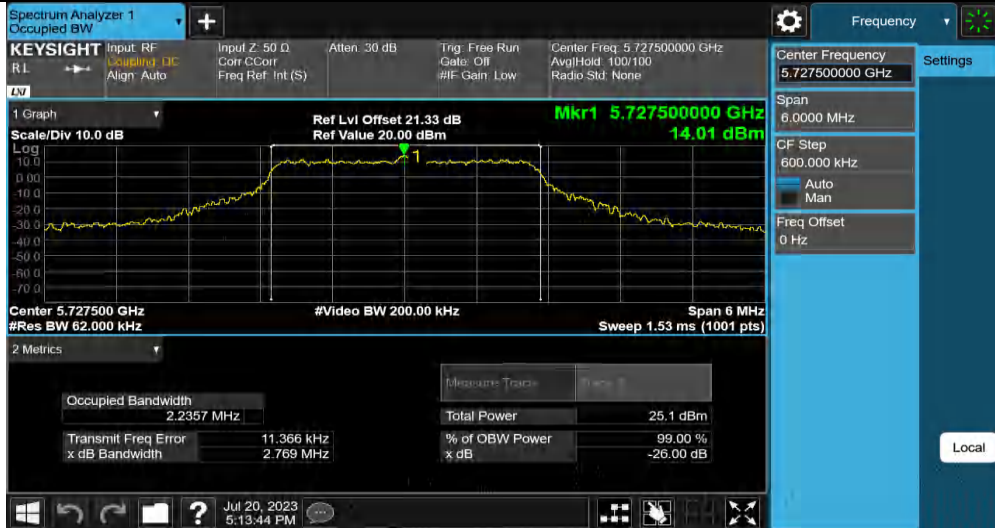 Spectrum Analyzer 1
Occupied BW
Frequency
KEYSIGHT
RL
LXI
Input: RF
Coupling: DC
Align: Auto
Input Z: 50 Ω
Corr CCorr
Freq Ref: Int (S)
Atten: 30 dB
Trig: Free Run
Gate: Off
#IF Gain: Low
Center Freq: 5.727500000 GHz
Avg|Hold: 100/100
Radio Std: None
Center Frequency
5.727500000 GHz
Settings
Span
6.0000 MHz
CF Step
600.000 kHz
Auto
Man
Freq Offset
0 Hz
Local
1 Graph
Scale/Div 10.0 dB
Ref Lvl Offset 21.33 dB
Ref Value 20.00 dBm
Mkr1 5.727500000 GHz
14.01 dBm
Log
10.0
0.00
-10.0
-20.0
-30.0
-40.0
-50.0
-60.0
-70.0
1
Center 5.727500 GHz
#Res BW 62.000 kHz
#Video BW 200.00 kHz
Span 6 MHz
Sweep 1.53 ms (1001 pts)
2 Metrics
Measure Trace
Occupied Bandwidth
2.2357 MHz
Total Power 25.1 dBm
Transmit Freq Error 11.366 kHz
% of OBW Power 99.00 %
x dB Bandwidth 2.769 MHz
x dB -26.00 dB
?
Jul 20, 2023
5:13:44 PM